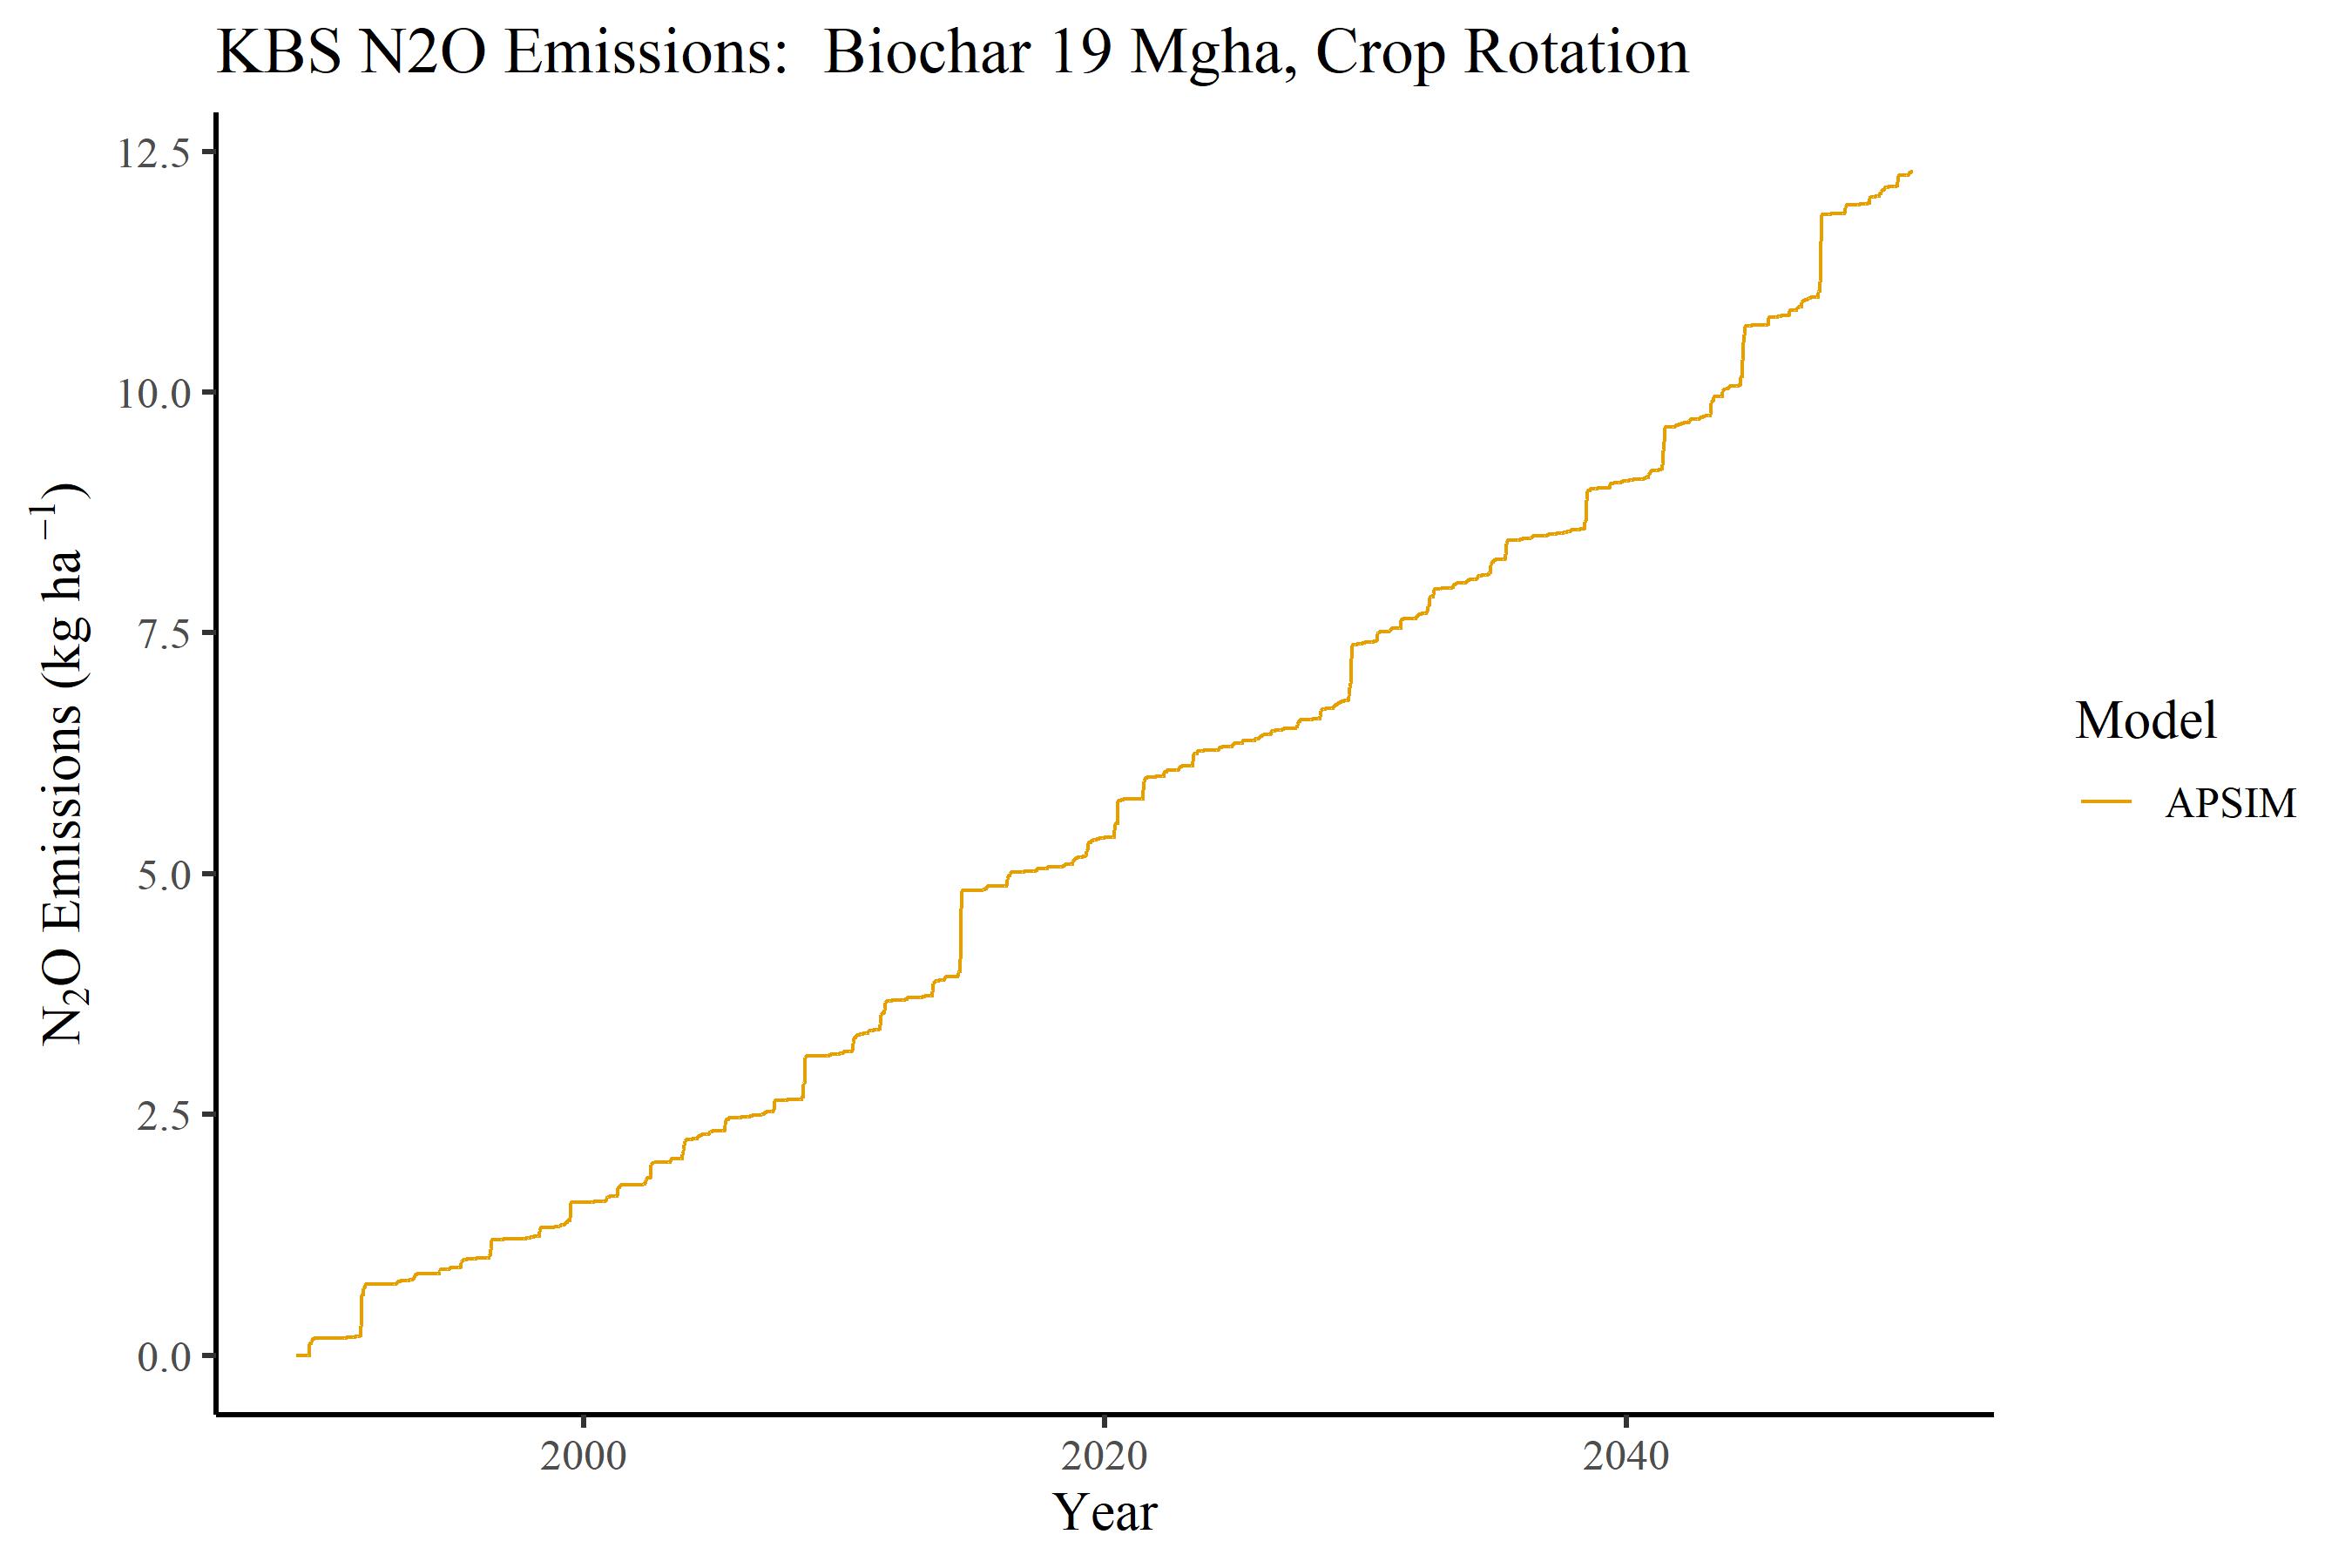 KBS N2O Emissions:  Biochar 19 Mgha, Crop Rotation
12.5
10.0
7.5
5.0
2.5
0.0
N₂O Emissions (kg ha⁻¹)
2000 2020 2040
Year
Model
APSIM